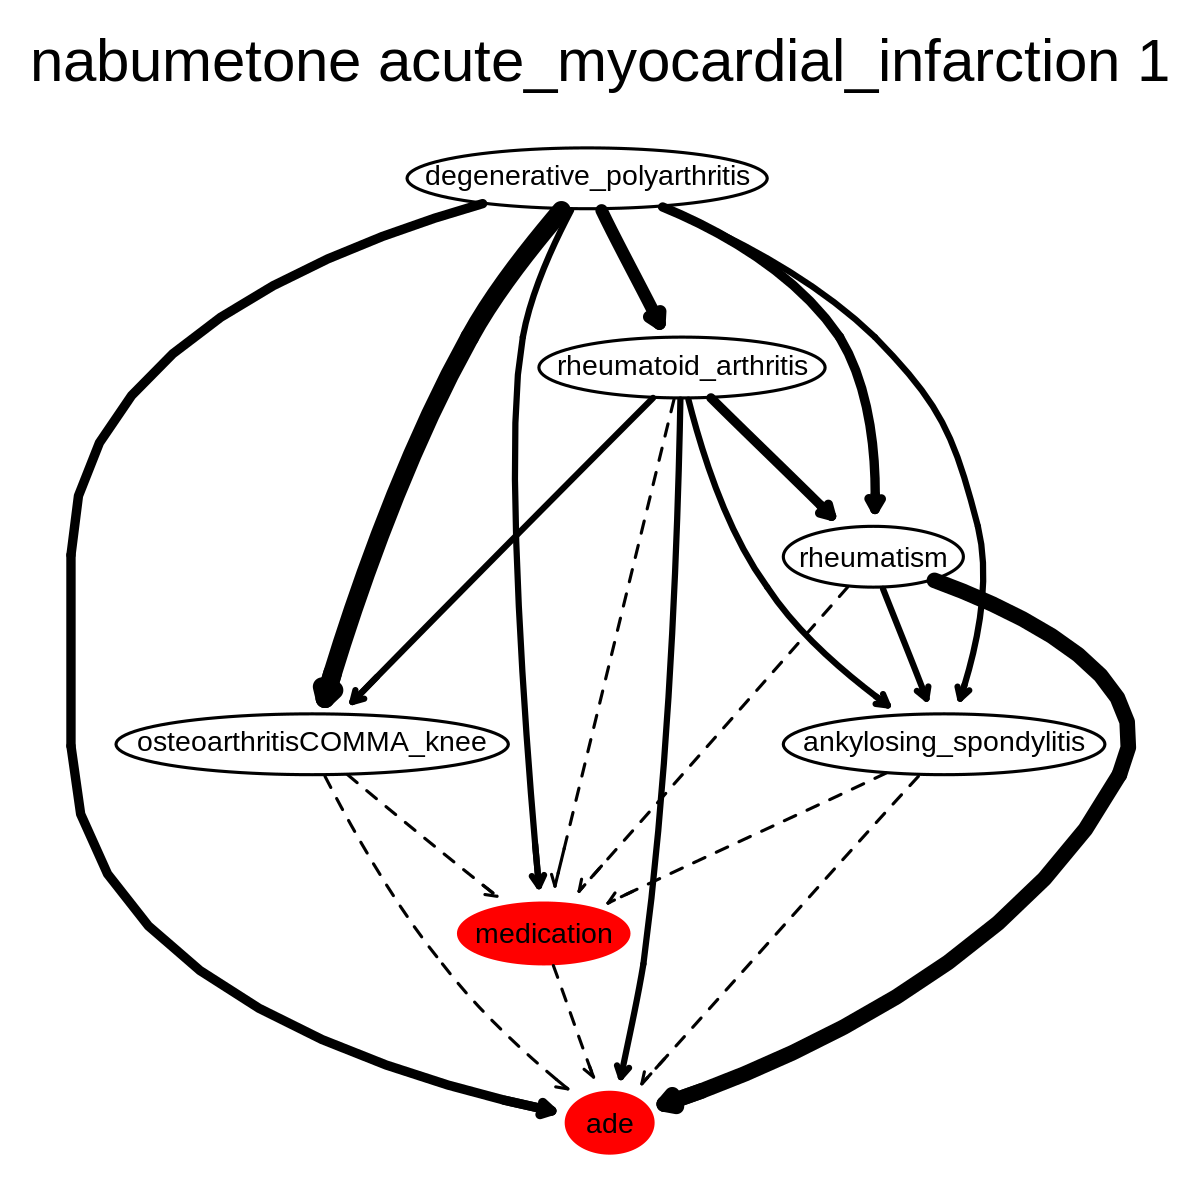 nabumetone acute_myocardial_infarction 1
degenerative_polyarthritis
rheumatoid_arthritis
rheumatism
osteoarthritisCOMMA_knee
ankylosing_spondylitis
medication
ade